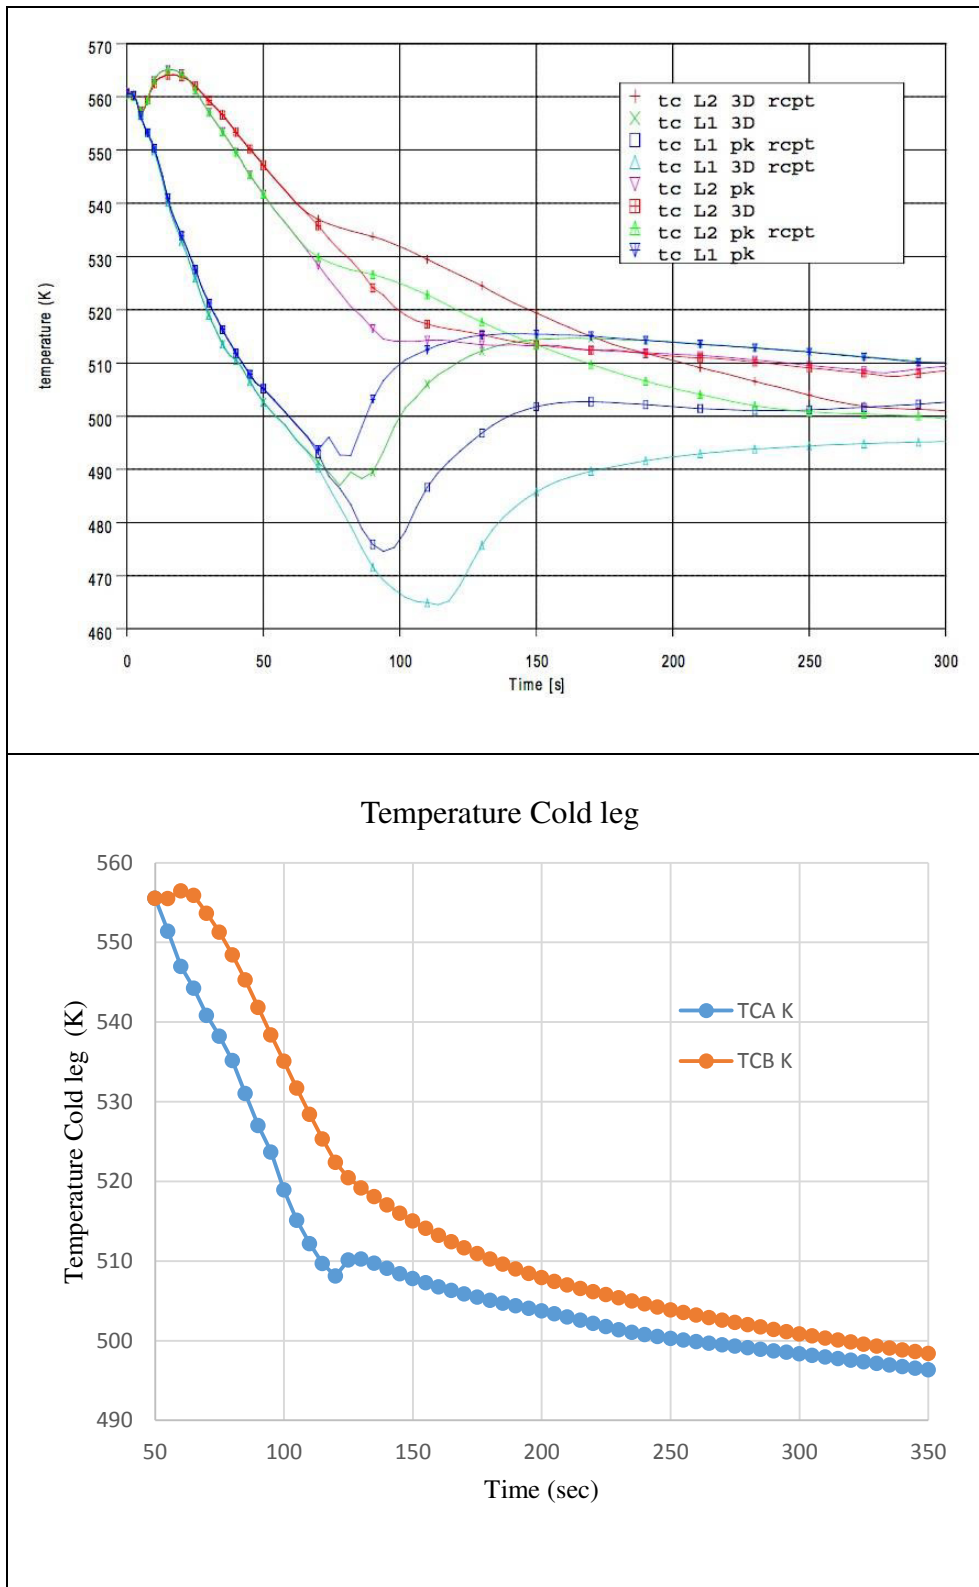 570
560
550
540
530
520
510
500
490
480
470
460
temperature (K)
tc L2 3D rcpt
tc L1 3D
tc L1 pk rcpt
tc L1 3D rcpt
tc L2 pk
tc L2 3D
tc L2 pk rcpt
tc L1 pk
0 50 100 150 200 250 300
Time [s]
Temperature Cold leg
560
550
540
530
520
510
500
490
Temperature Cold leg (K)
TCA K
TCB K
50 100 150 200 250 300 350
Time (sec)